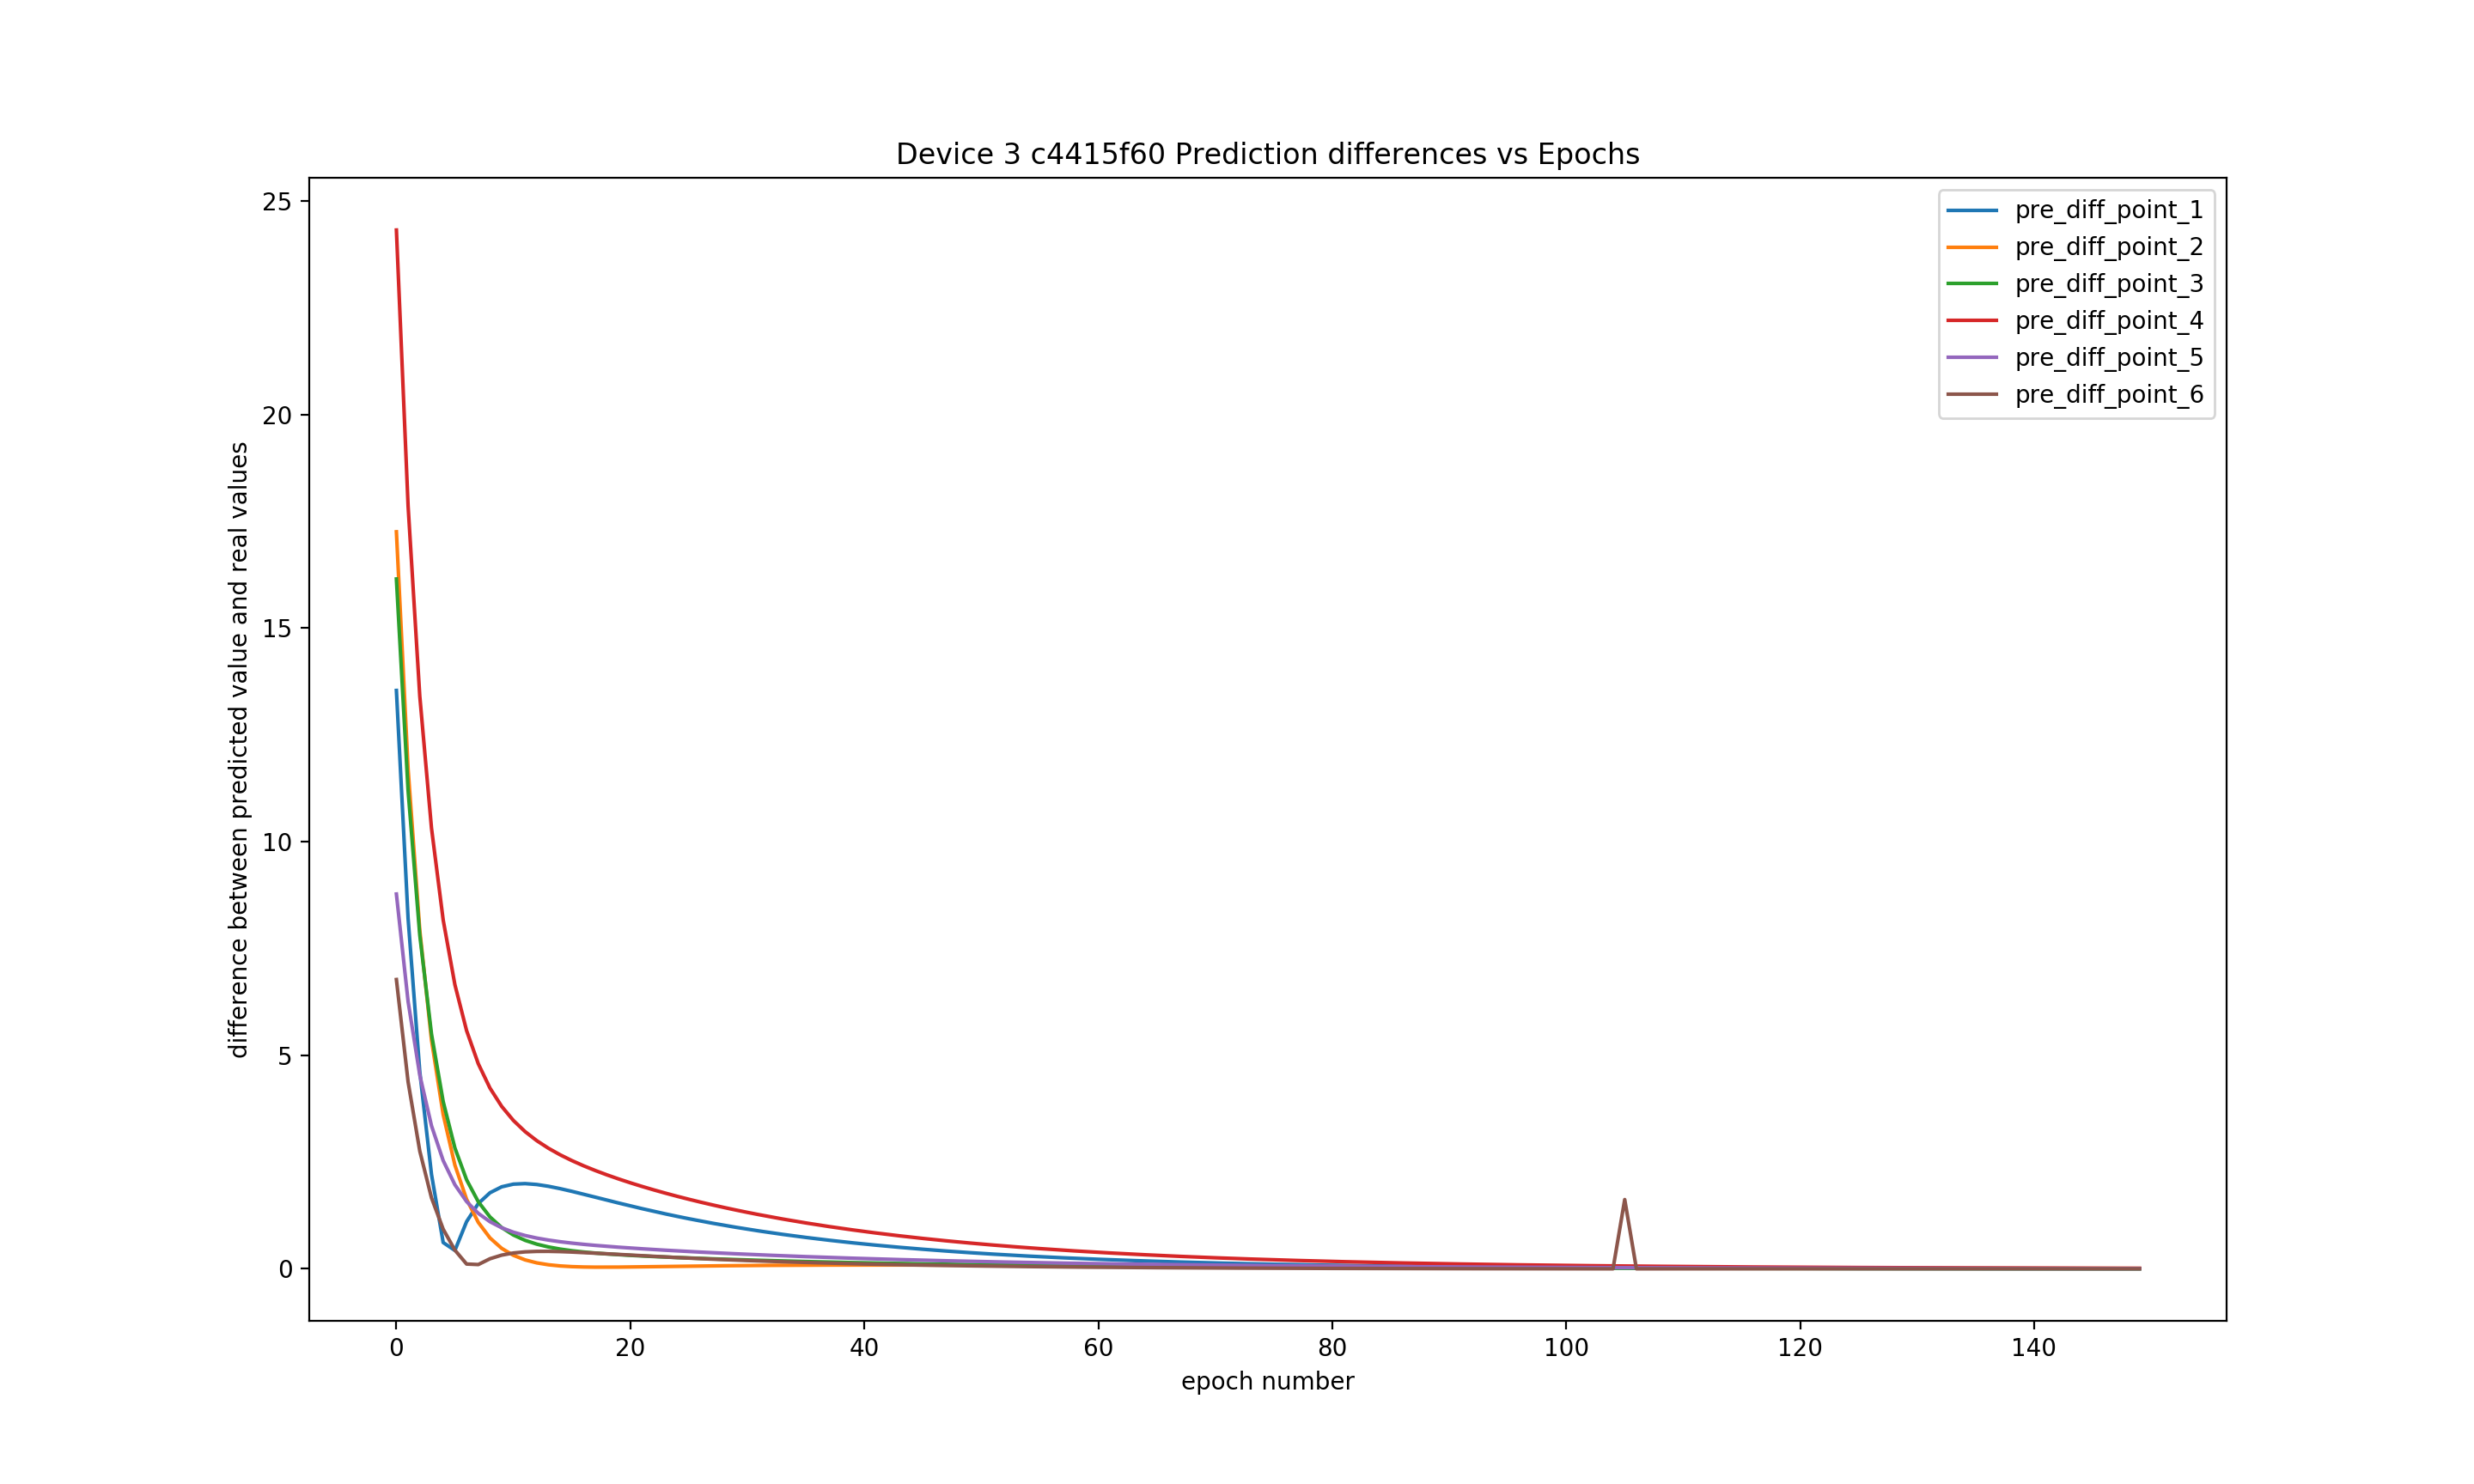 Device 3 c4415f60 Prediction differences vs Epochs
25
20
15
10
5
0
difference between predicted value and real values
pre_diff_point_1
pre_diff_point_2
pre_diff_point_3
pre_diff_point_4
pre_diff_point_5
pre_diff_point_6
0 20 40 60 80 100 120 140
epoch number